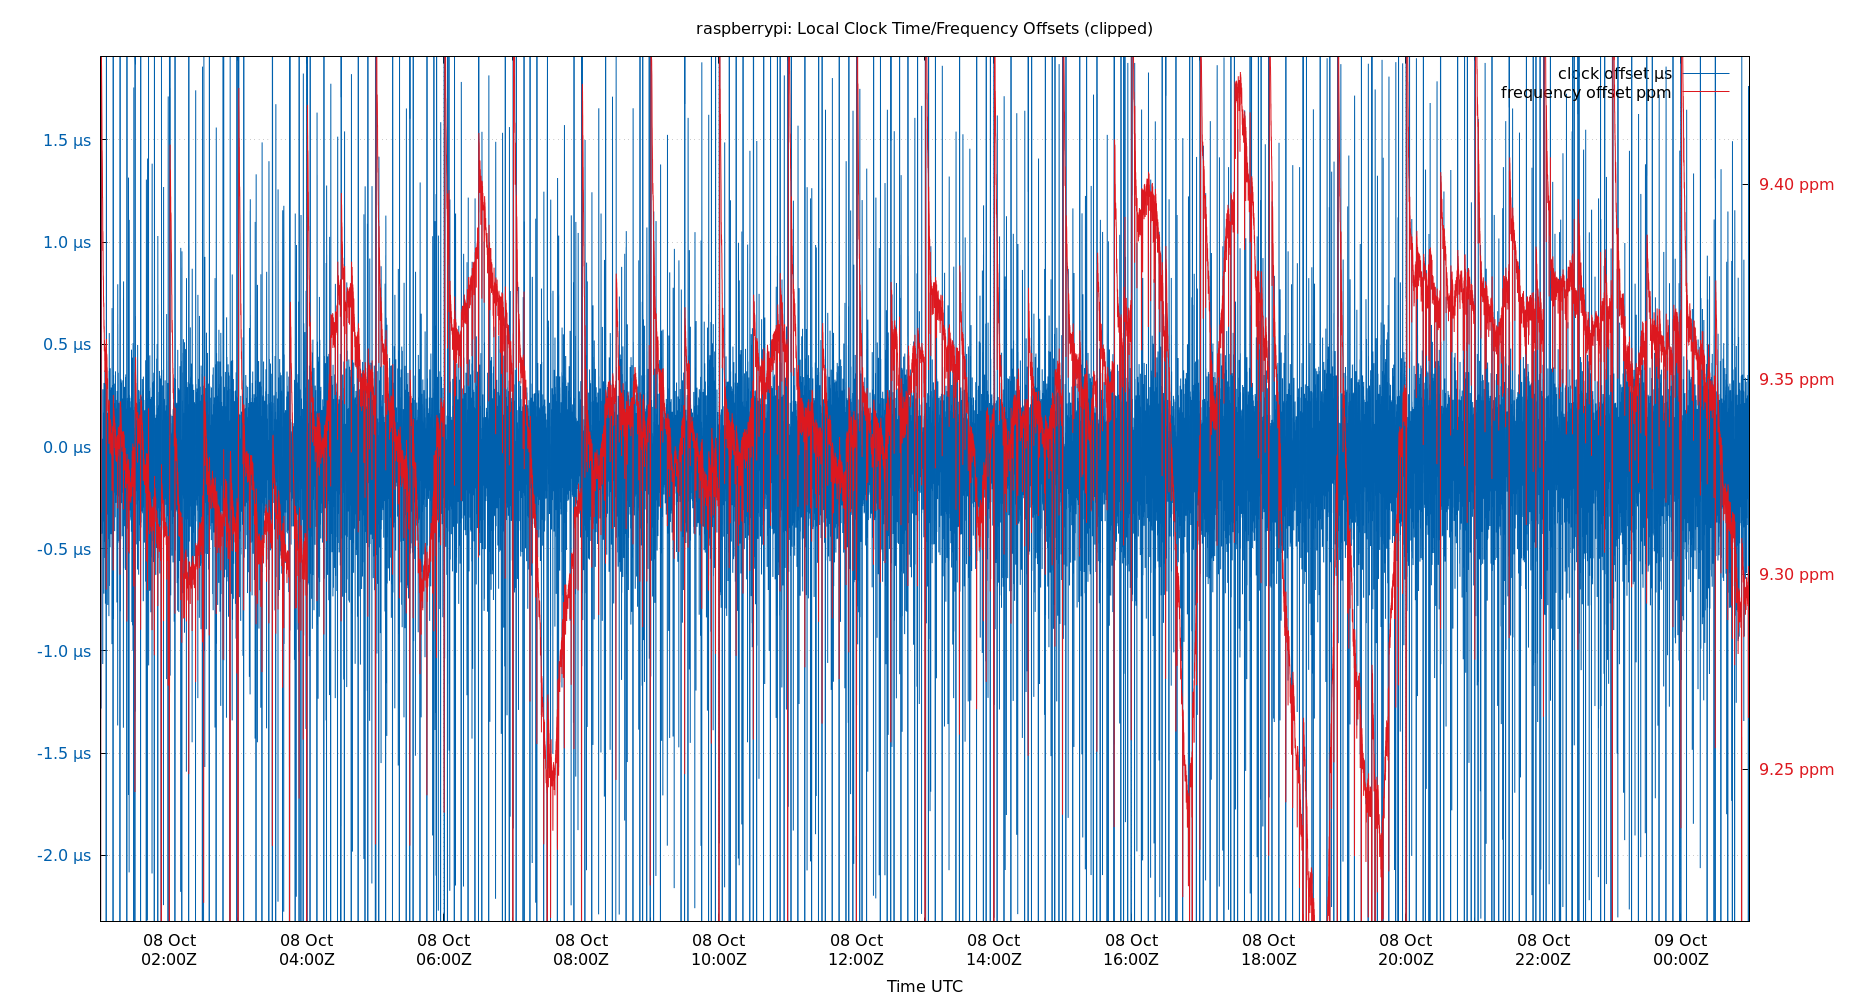 raspberrypi: Local Clock Time/Frequency Offsets (clipped)
clock offset µs
frequency offset ppm
1.5 µs
1.0 µs
0.5 µs
0.0 µs
-0.5 µs
-1.0 µs
-1.5 µs
-2.0 µs
9.40 ppm
9.35 ppm
9.30 ppm
9.25 ppm
08 Oct 08 Oct 08 Oct 08 Oct 08 Oct 08 Oct 08 Oct 08 Oct 08 Oct 08 Oct 08 Oct 09 Oct
02:00Z 04:00Z 06:00Z 08:00Z 10:00Z 12:00Z 14:00Z 16:00Z 18:00Z 20:00Z 22:00Z 00:00Z
Time UTC